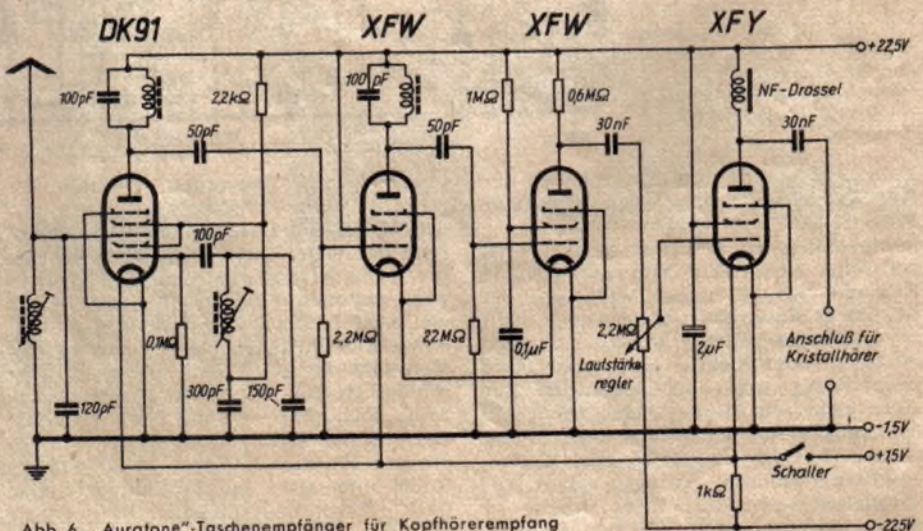 DK91
XFW
XFW
XFY
+22,5V
100pF
2,2kΩ
100pF
1MΩ
0,6MΩ
NF-Drossel
50pF
50pF
30nF
30nF
100pF
0,1MΩ
2,2MΩ
2,2MΩ
0,1µF
2,2MΩ
Lautstärke
regler
2µF
Anschluß für
Kristallhörer
120pF
300pF
150pF
-1,5V
+1,5V
Schalter
1kΩ
-22,5V
Abb. 6. „Auratone"-Taschenempfänger für Kopfhörerempfang